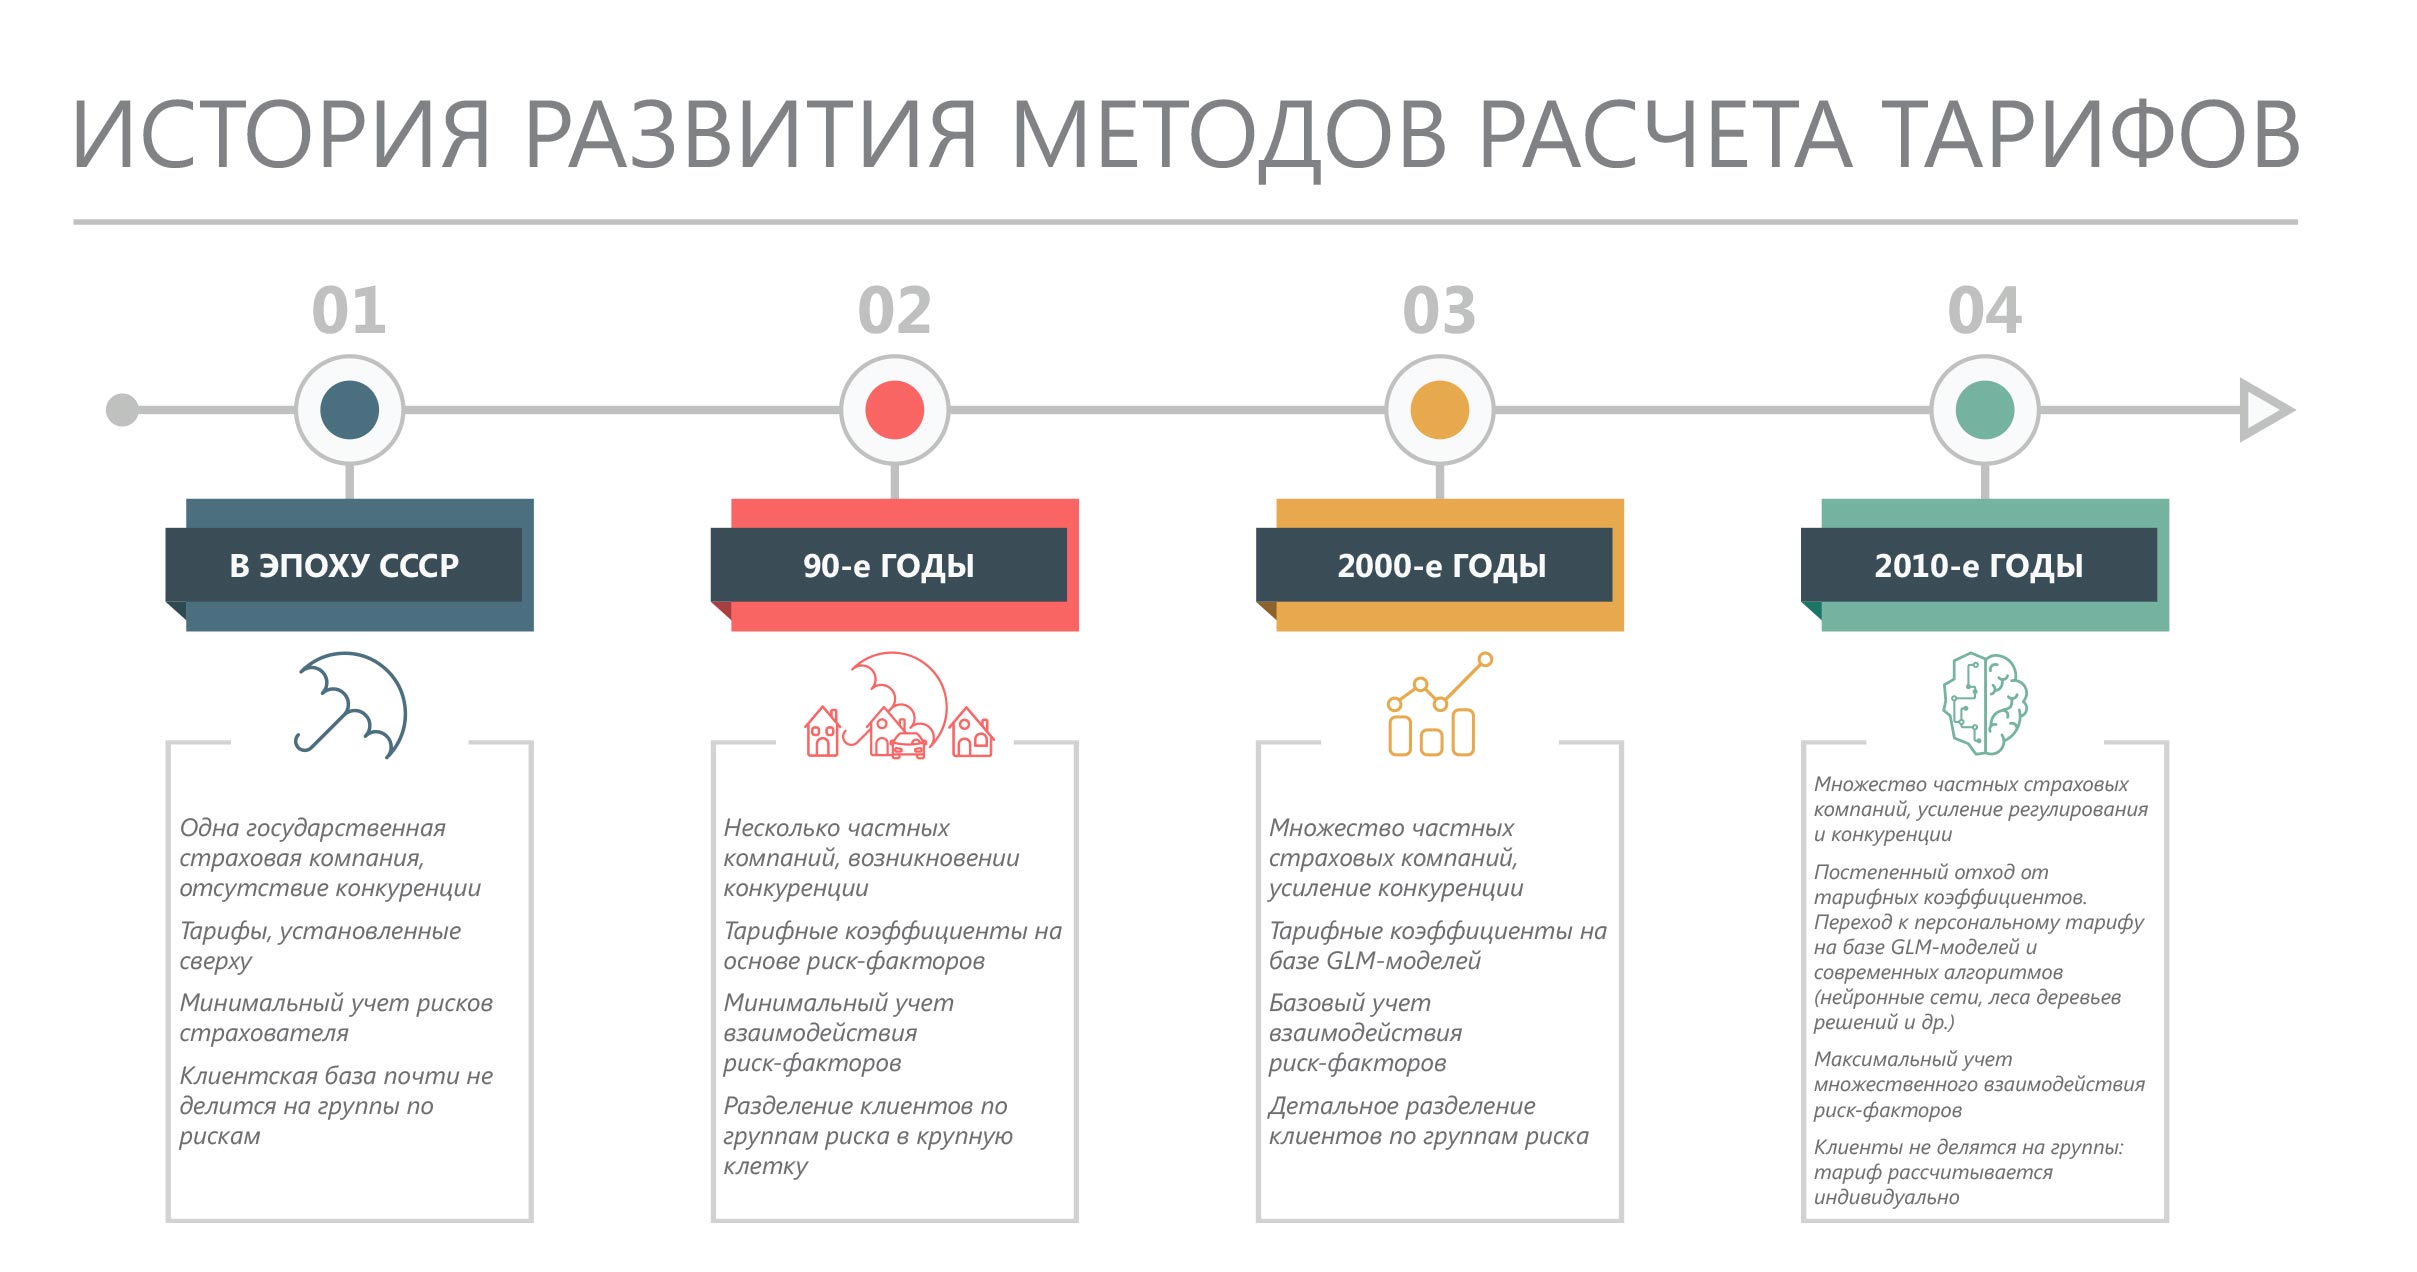 ИСТОРИЯ РАЗВИТИЯ МЕТОДОВ РАСЧЕТА ТАРИФОВ
01
В ЭПОХУ СССР
Одна государственная
страховая компания,
отсутствие конкуренции
Тарифы, установленные
сверху
Минимальный учет рисков
страхователя
Клиентская база почти не
делится на группы по
рискам
02
90-е ГОДЫ
Несколько частных
компаний, возникновении
конкуренции
Тарифные коэффициенты на
основе риск-факторов
Минимальный учет
взаимодействия
риск-факторов
Разделение клиентов по
группам риска в крупную
клетку
03
2000-е ГОДЫ
Множество частных
страховых компаний,
усиление конкуренции
Тарифные коэффициенты на
базе GLM-моделей
Базовый учет
взаимодействия
риск-факторов
Детальное разделение
клиентов по группам риска
04
2010-е ГОДЫ
Множество частных страховых
компаний, усиление регулирования
и конкуренции
Постепенный отход от
тарифных коэффициентов.
Переход к персональному тарифу
на базе GLM-моделей и
современных алгоритмов
(нейронные сети, леса деревьев
решений и др.)
Максимальный учет
множественного взаимодействия
риск-факторов
Клиенты не делятся на группы:
тариф рассчитывается
индивидуально